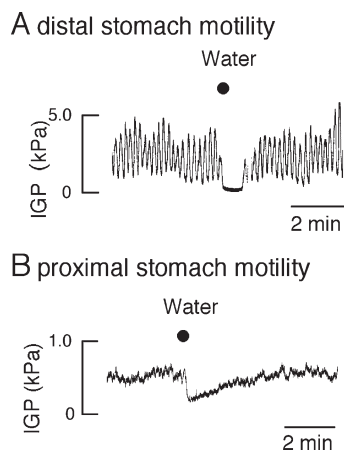 A distal stomach motility
Water
5.0
IGP (kPa)
0
2 min
B proximal stomach motility
Water
1.0
IGP (kPa)
0
2 min